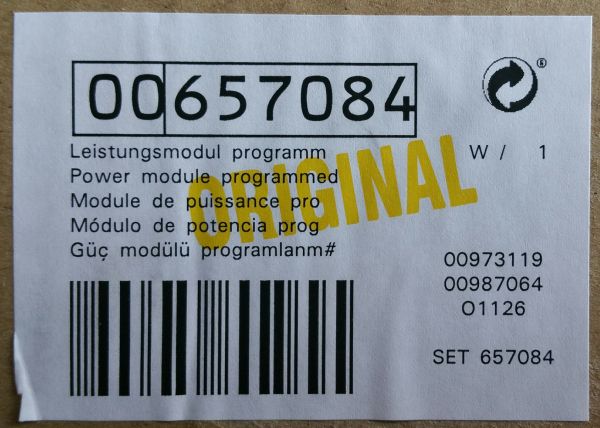 00657084
Leistungsmodul programm
W / 1
Power module programmed
Module de puissance pro
Módulo de potencia prog
Güç modülü programlanm#
ORIGINAL
00973119
00987064
01126
SET 657084